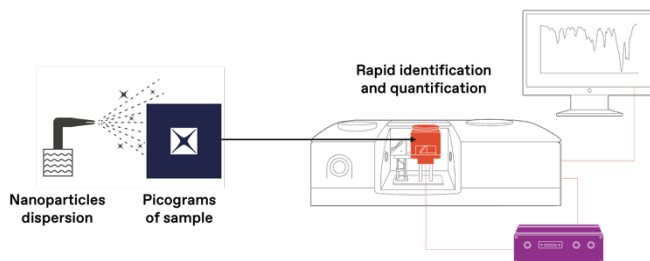 Rapid identification
and quantification
Nanoparticles
dispersion
Picograms
of sample